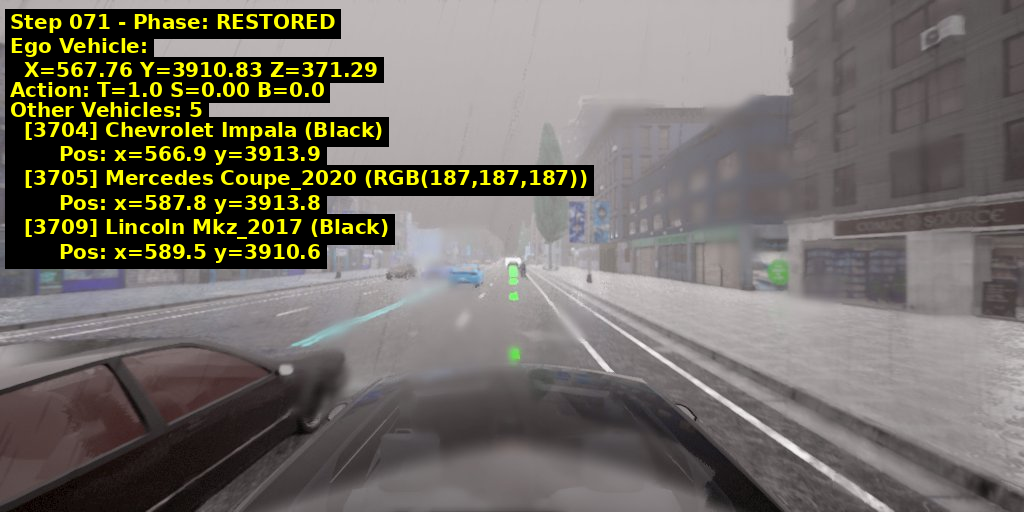 Step 071 - Phase: RESTORED
Ego Vehicle:
X=567.76 Y=3910.83 Z=371.29
Action: T=1.0 S=0.00 B=0.0
Other Vehicles: 5
[3704] Chevrolet Impala (Black)
Pos: x=566.9 y=3913.9
[3705] Mercedes Coupe_2020 (RGB(187,187,187))
Pos: x=587.8 y=3913.8
[3709] Lincoln Mkz_2017 (Black)
Pos: x=589.5 y=3910.6
SOURCE